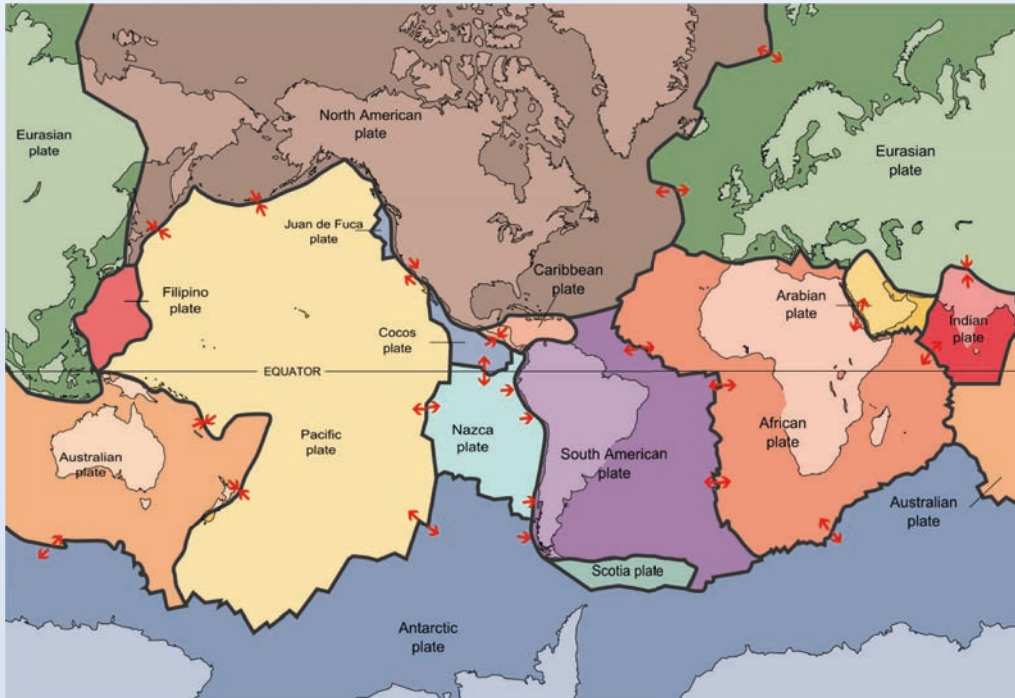 North American
plate
Eurasian
plate
Eurasian
plate
Juan de Fuca
plate
Caribbean
plate
Filipino
plate
Arabian
plate
Indian
plate
Cocos
plate
EQUATOR
Nazca
plate
African
plate
Pacific
plate
South American
plate
Australian
plate
Australian
plate
Scotia plate
Antarctic
plate